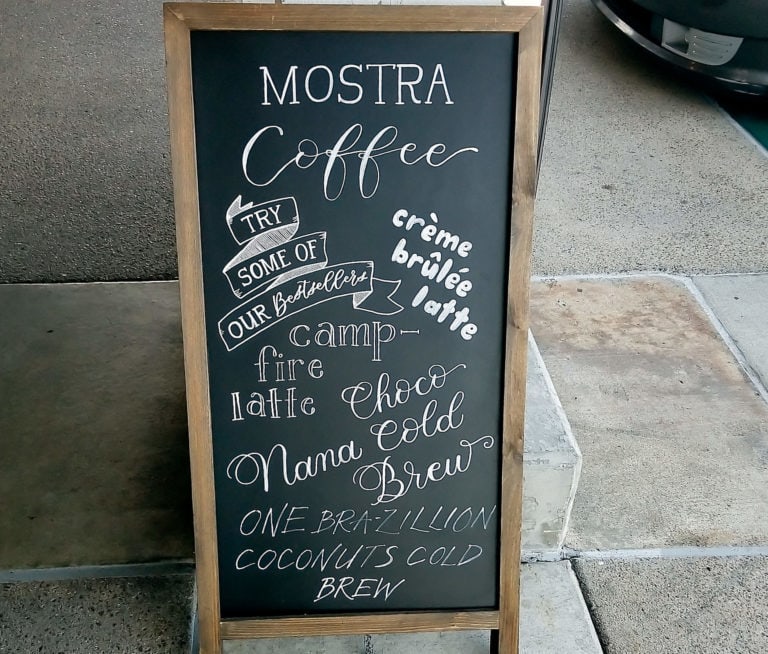 MOSTRA
Coffee
TRY
SOME OF
OUR Bestsellers
crème
brûlée
latte
camp-
fire
latte
Choco
Nana Cold
Brew
ONE BRA-ZILLION
COCONUTS COLD
BREW